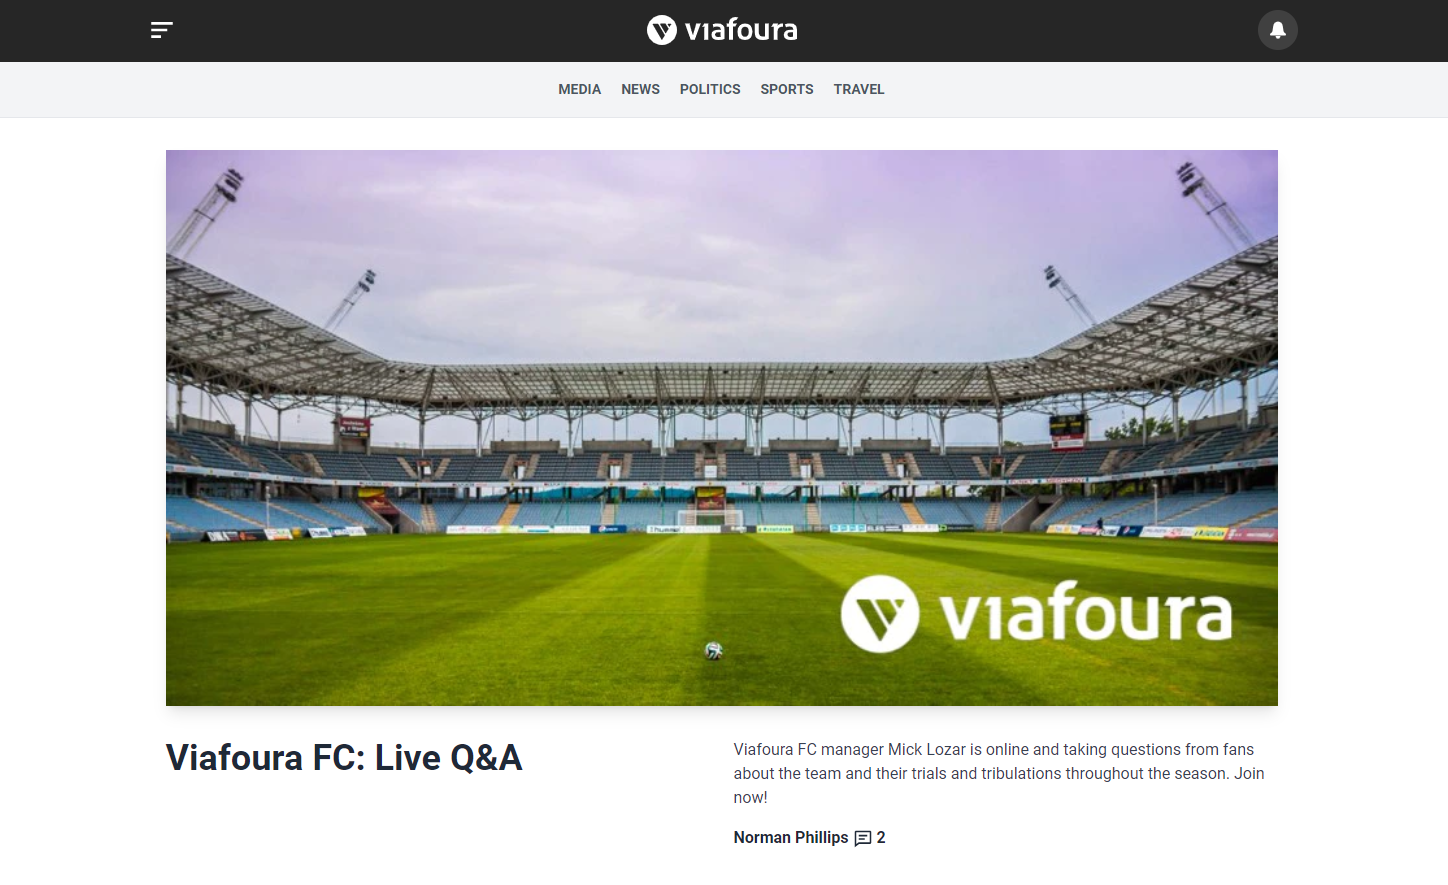 viafoura
MEDIA NEWS POLITICS SPORTS TRAVEL
viafoura
Viafoura FC: Live Q&A
Viafoura FC manager Mick Lozar is online and taking questions from fans
about the team and their trials and tribulations throughout the season. Join
now!
Norman Phillips 2